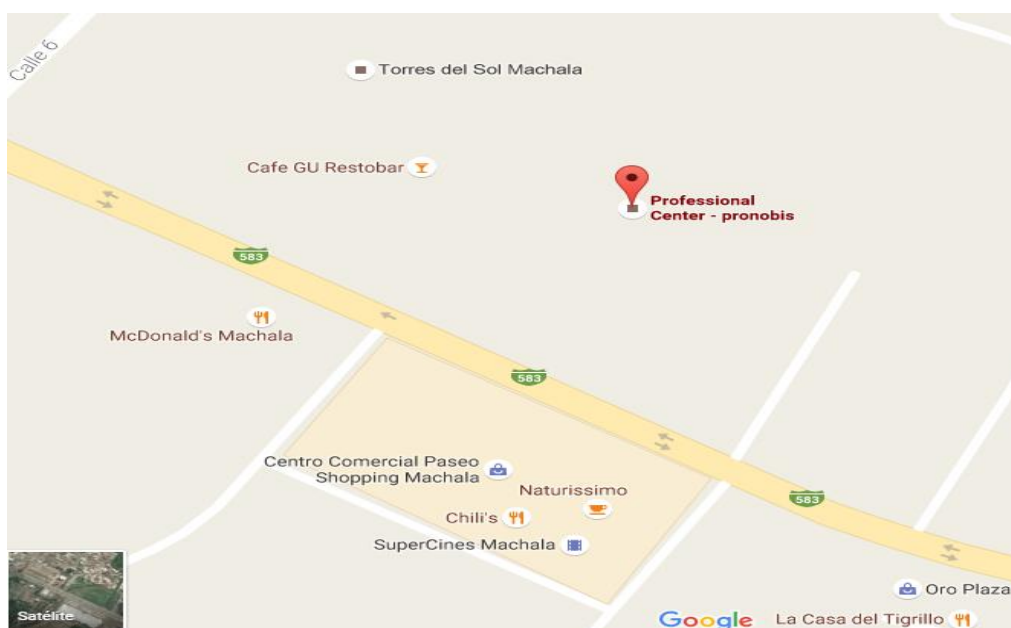 Calle 6
Torres del Sol Machala
Cafe GU Restobar
Professional
Center - pronobis
583
McDonald's Machala
583
Centro Comercial Paseo
Shopping Machala
Naturissimo
583
Chili's
SuperCines Machala
Oro Plaza
Satélite
Google
La Casa del Tigrillo